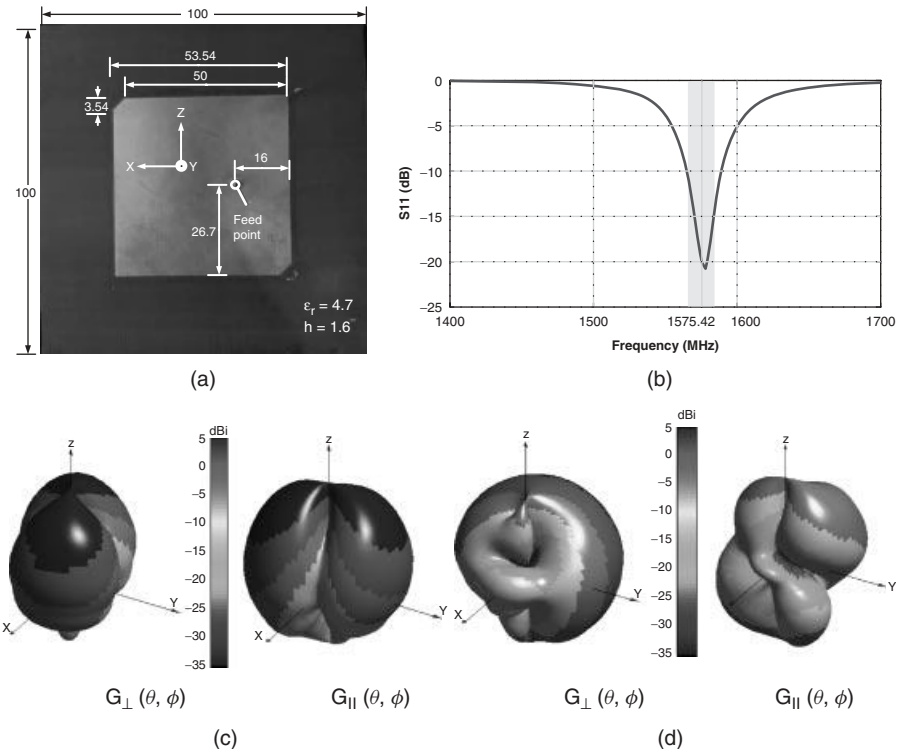 100
53.54
50
3.54
Z
X
Y
16
100
26.7
Feed
point
εr = 4.7
h = 1.6
(a)
0
−5
−10
−15
−20
−25
S11 (dB)
1400
1500
1575.42
1600
1700
Frequency (MHz)
(b)
dBi
5
0
−5
−10
−15
−20
−25
−30
−35
z
X
Y
z
X
Y
G⊥ (θ, ϕ)
G|| (θ, ϕ)
(c)
dBi
5
0
−5
−10
−15
−20
−25
−30
−35
z
X
Y
z
Y
G⊥ (θ, ϕ)
G|| (θ, ϕ)
(d)